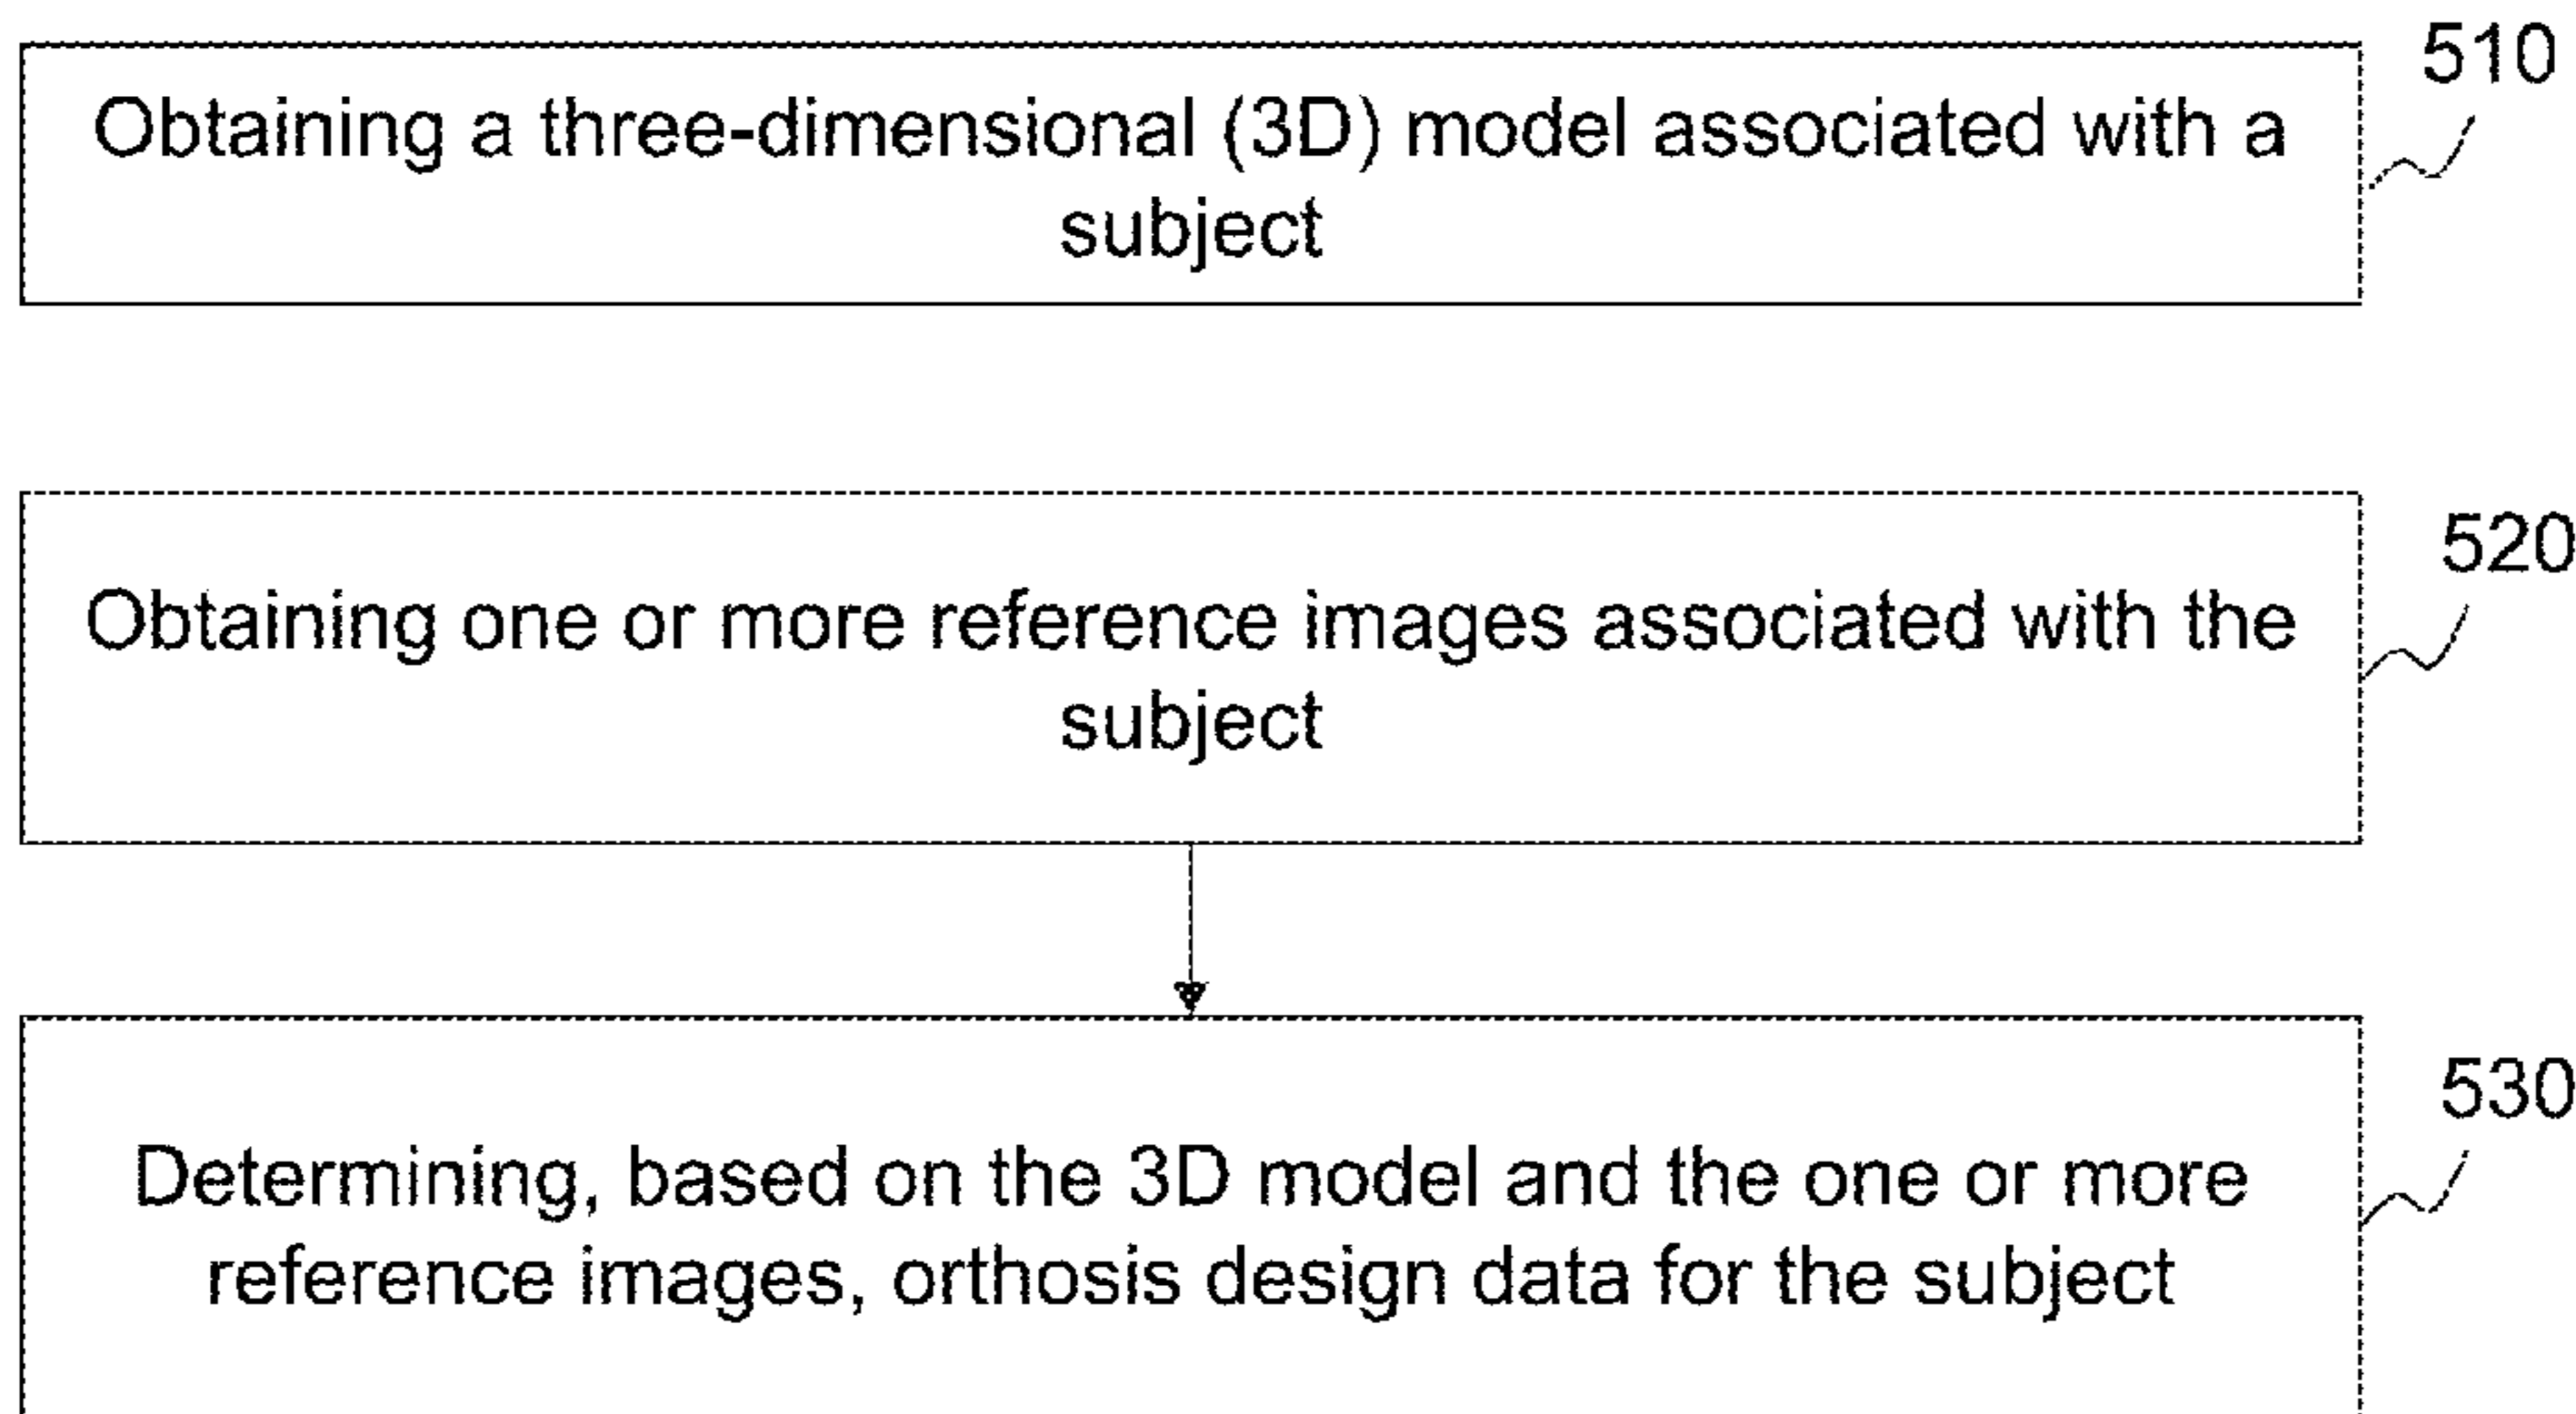 510
Obtaining a three-dimensional (3D) model associated with a
subject
520
Obtaining one or more reference images associated with the
subject
530
Determining, based on the 3D model and the one or more
reference images, orthosis design data for the subject